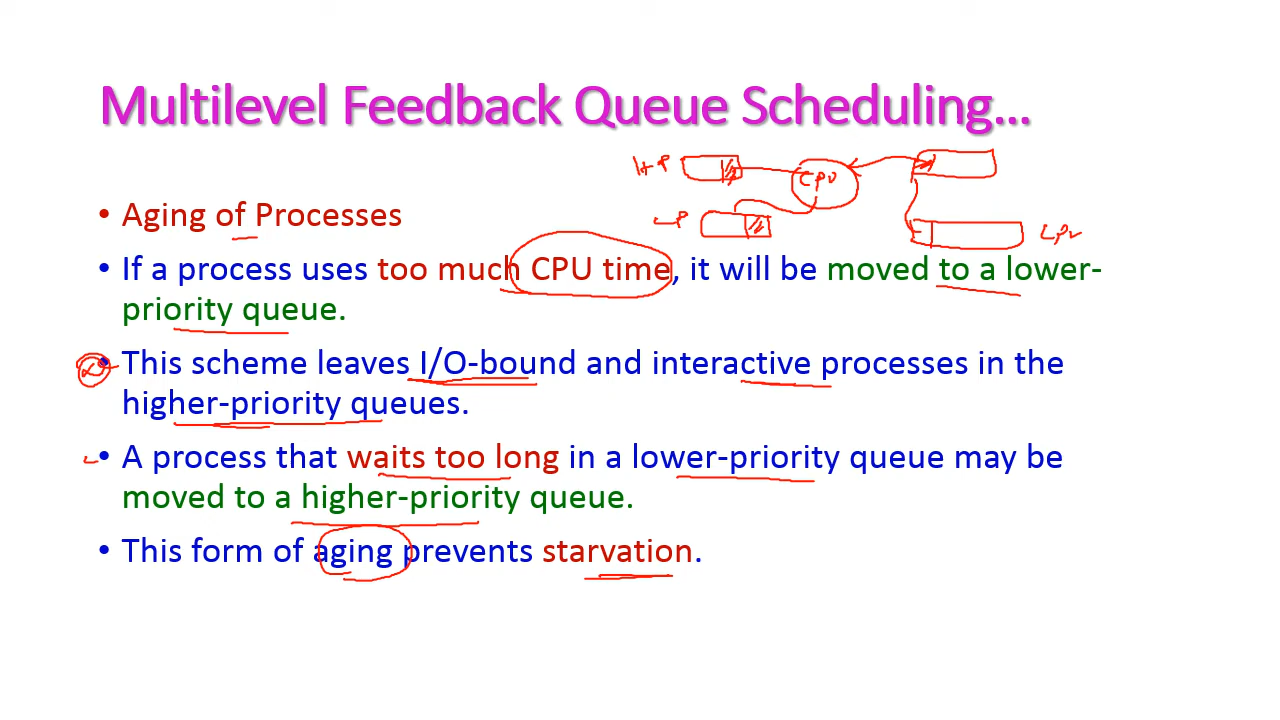 Multilevel Feedback Queue Scheduling...
H-P
CPU
• Aging of Processes
LP
• If a process uses too much CPU time, it will be moved to a lower-
priority queue.
• This scheme leaves I/O-bound and interactive processes in the
higher-priority queues.
• A process that waits too long in a lower-priority queue may be
moved to a higher-priority queue.
• This form of aging prevents starvation.